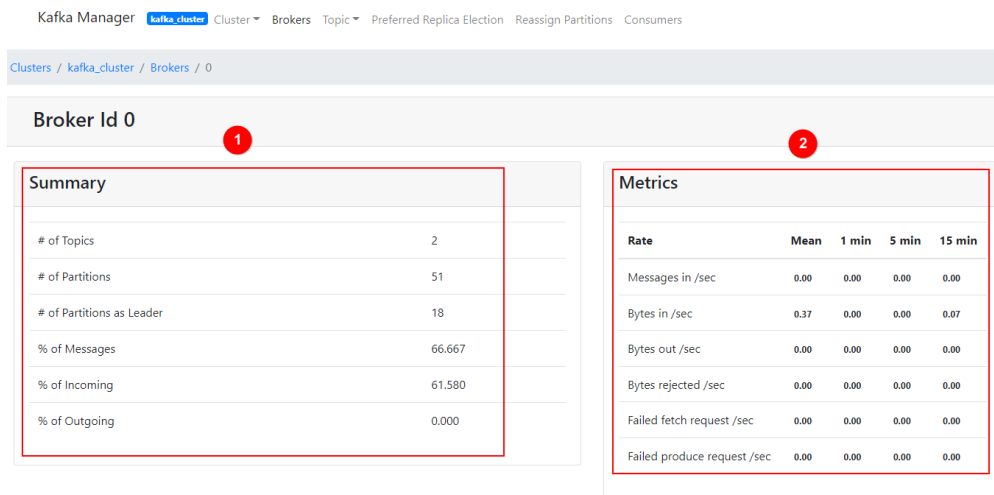 Kafka Manager kafka_cluster Cluster Brokers Topic Preferred Replica Election Reassign Partitions Consumers
Clusters / kafka_cluster / Brokers / 0
Broker Id 0
1
2
Summary
# of Topics 2
# of Partitions 51
# of Partitions as Leader 18
% of Messages 66.667
% of Incoming 61.580
% of Outgoing 0.000
Metrics
Rate Mean 1 min 5 min 15 min
Messages in /sec 0.00 0.00 0.00 0.00
Bytes in /sec 0.37 0.00 0.00 0.07
Bytes out /sec 0.00 0.00 0.00 0.00
Bytes rejected /sec 0.00 0.00 0.00 0.00
Failed fetch request /sec 0.00 0.00 0.00 0.00
Failed produce request /sec 0.00 0.00 0.00 0.00